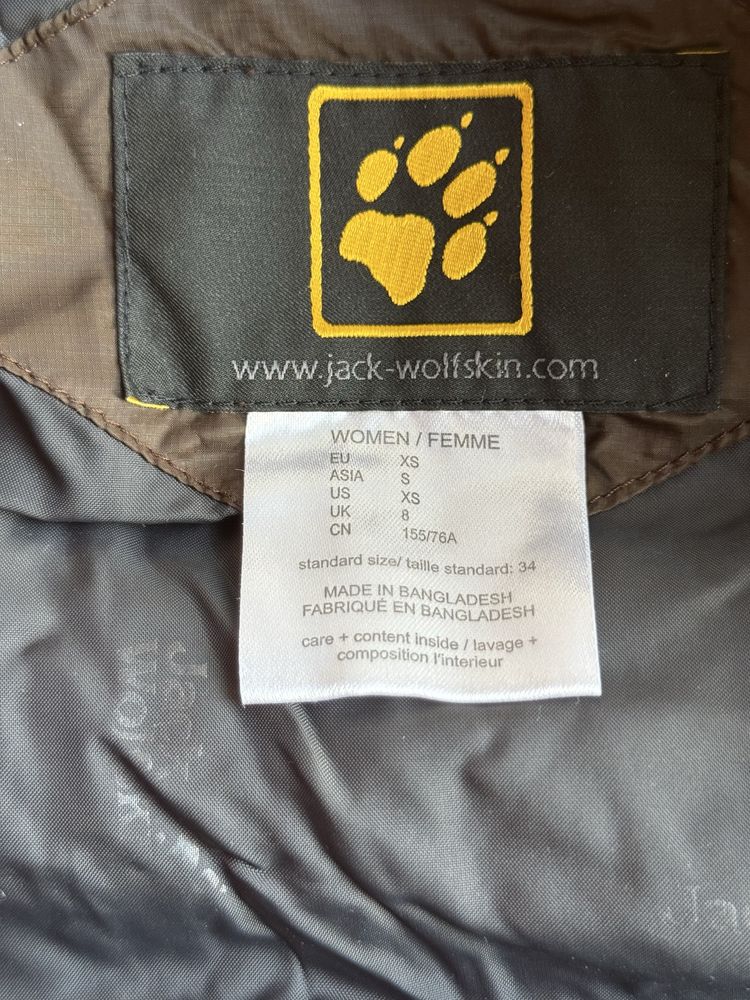 www.jack-wolfskin.com
WOMEN / FEMME
EU XS
ASIA S
US XS
UK 8
CN 155/76A
standard size/ taille standard: 34
MADE IN BANGLADESH
FABRIQUÉ EN BANGLADESH
care + content inside / lavage +
composition l'interieur